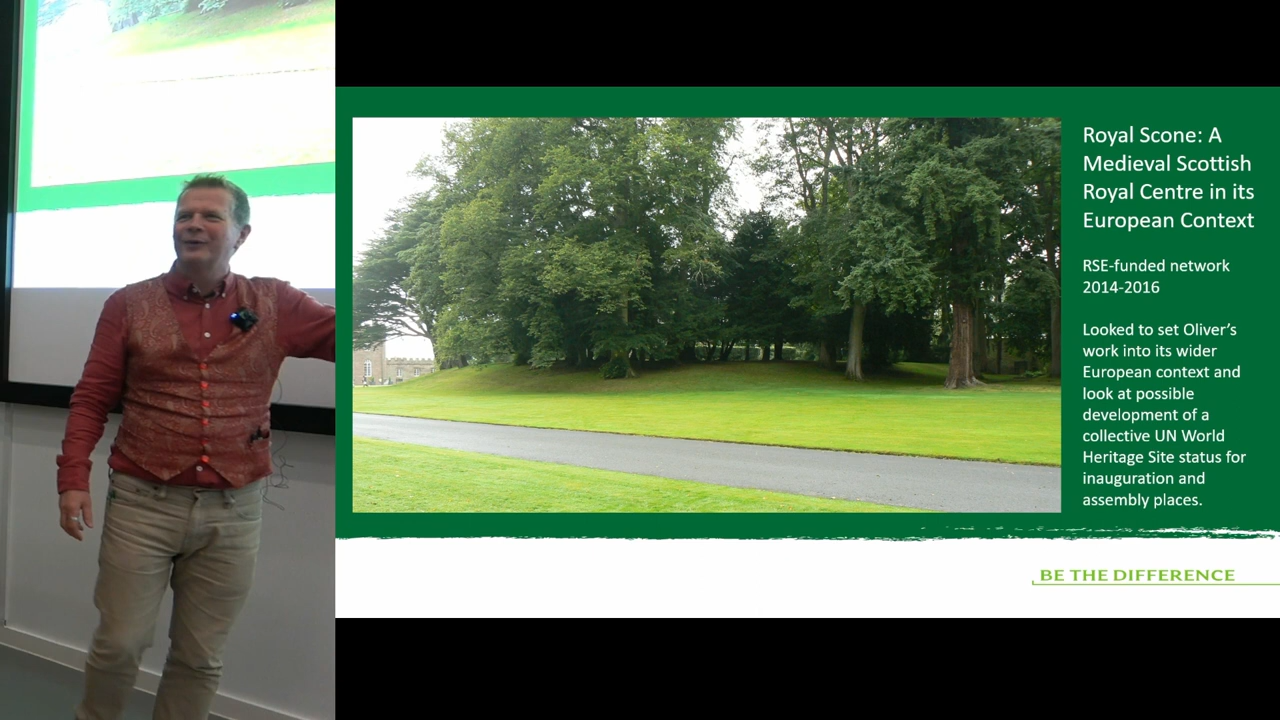 Royal Scone: A
Medieval Scottish
Royal Centre in its
European Context
RSE-funded network
2014-2016
Looked to set Oliver’s
work into its wider
European context and
look at possible
development of a
collective UN World
Heritage Site status for
inauguration and
assembly places.
BE THE DIFFERENCE